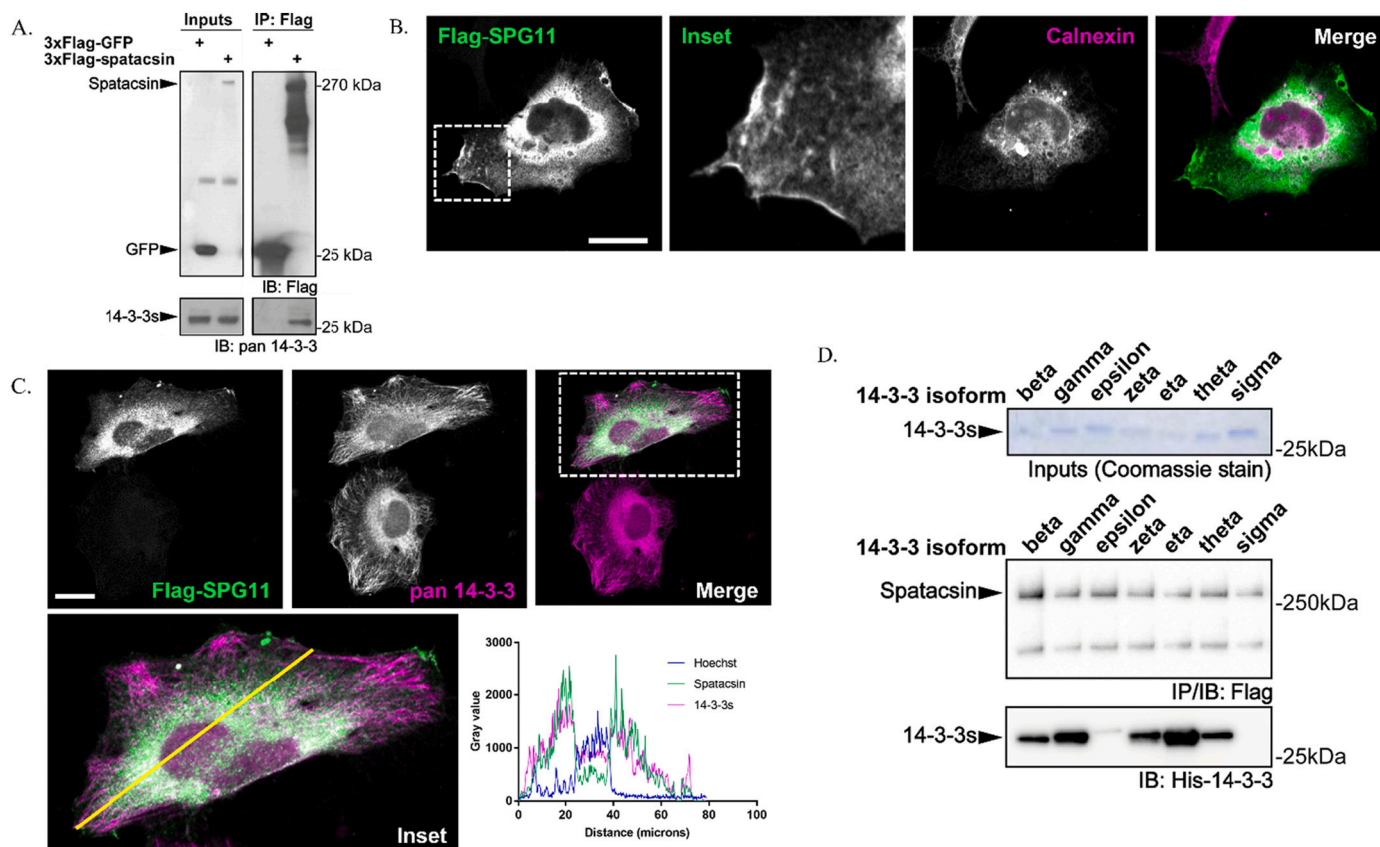 A.
Inputs
IP: Flag
3xFlag-GFP + +
3xFlag-spatacsin + +
Spatacsin
-270 kDa
GFP
-25 kDa
IB: Flag
14-3-3s
-25 kDa
IB: pan 14-3-3
B.
Flag-SPG11
Inset
Calnexin
Merge
C.
Flag-SPG11
pan 14-3-3
Merge
Inset
3000
2000
1000
0
Gray value
Hoechst
Spatacsin
14-3-3s
0 20 40 60 80 100
Distance (microns)
D.
14-3-3 isoform
beta gamma epsilon zeta eta theta sigma
14-3-3s
-25kDa
Inputs (Coomassie stain)
14-3-3 isoform
beta gamma epsilon zeta eta theta sigma
Spatacsin
-250kDa
IP/IB: Flag
14-3-3s
-25kDa
IB: His-14-3-3